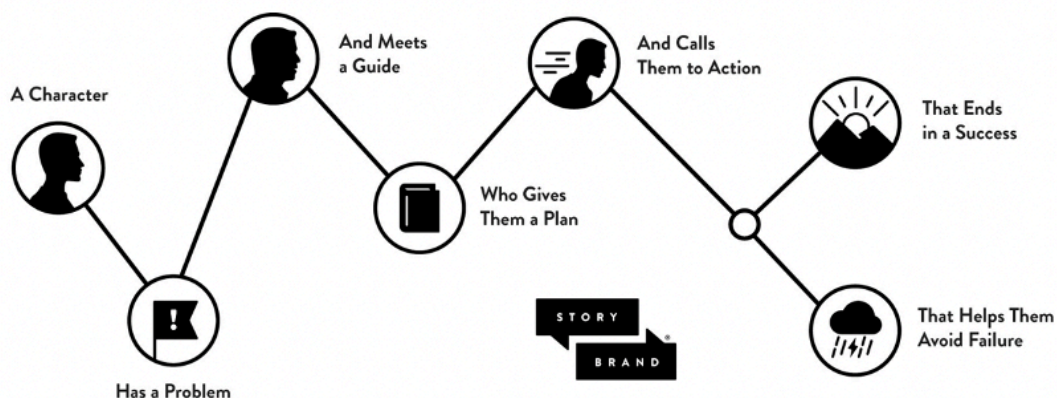 A Character
Has a Problem
And Meets
a Guide
Who Gives
Them a Plan
And Calls
Them to Action
That Ends
in a Success
That Helps Them
Avoid Failure
!
STORY
BRAND
®